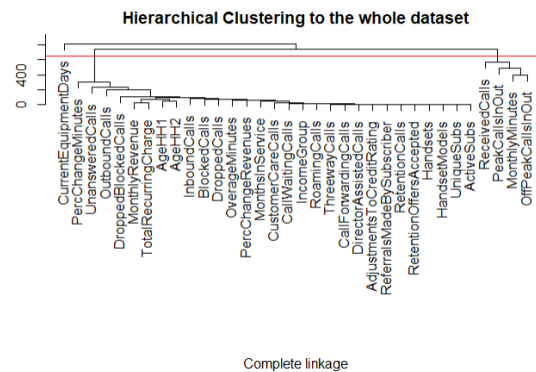 Hierarchical Clustering to the whole dataset
400
0
CurrentEquipmentDays
PercChangeMinutes
UnansweredCalls
OutboundCalls
DroppedBlockedCalls
MonthlyRevenue
TotalRecurringCharge
AgeHH1
AgeHH2
InboundCalls
BlockedCalls
DroppedCalls
OverageMinutes
PercChangeRevenues
MonthsInService
CustomerCareCalls
CallWaitingCalls
IncomeGroup
RoamingCalls
ThreewayCalls
CallForwardingCalls
DirectorAssistedCalls
AdjustmentsToCreditRating
ReferralsMadeBySubscriber
RetentionCalls
RetentionOffersAccepted
Handsets
HandsetModels
UniqueSubs
ActiveSubs
ReceivedCalls
PeakCallsInOut
MonthlyMinutes
OffPeakCallsInOut
Complete linkage